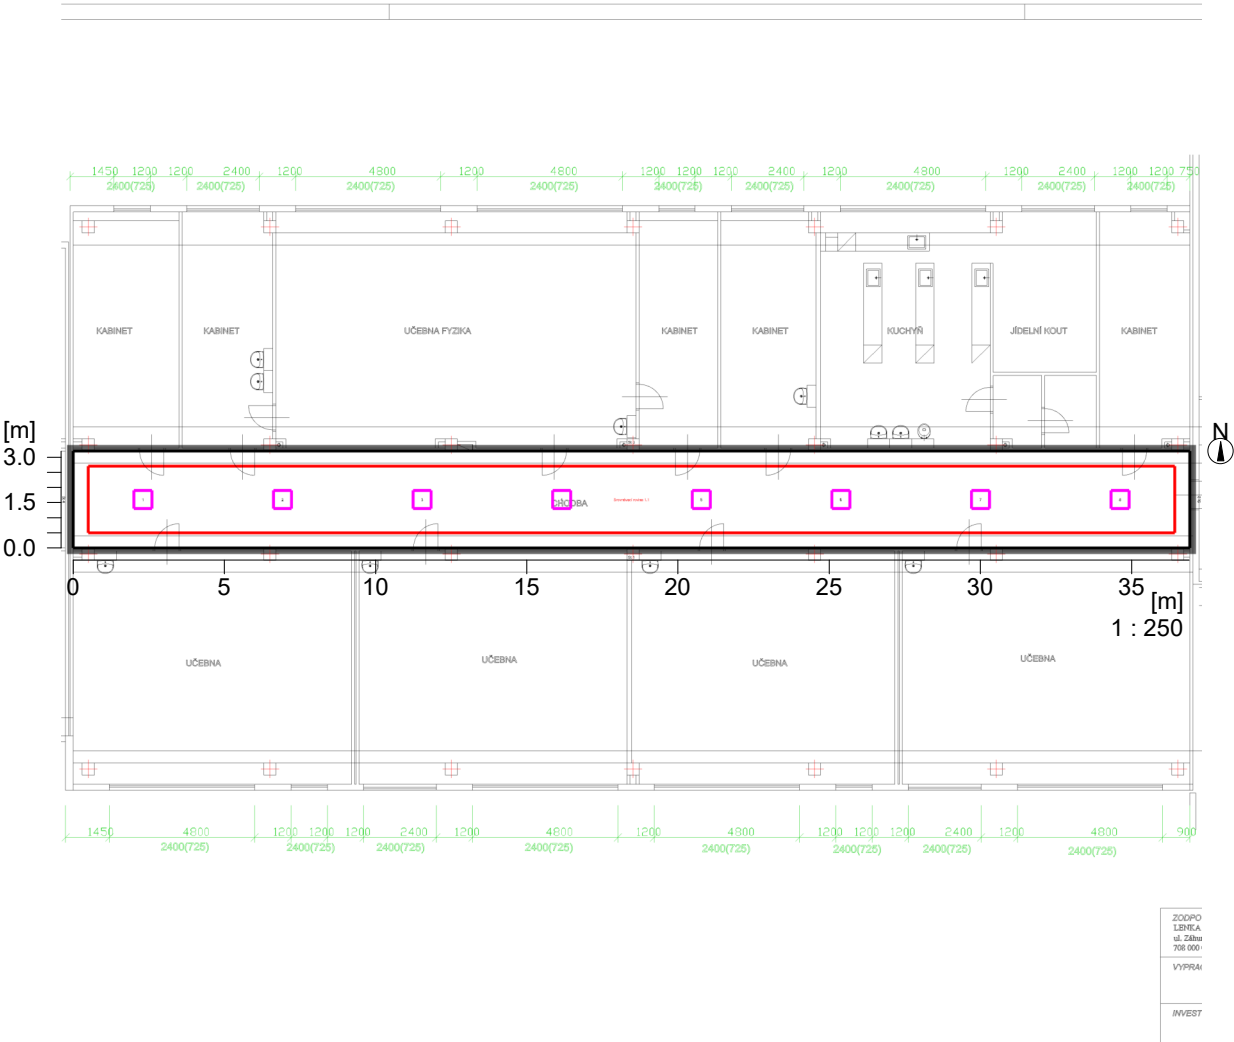 1450 1200 1200 2400 1200 4800 1200 4800 1200 1200 1200 2400 1200 4800 1200 2400 1200 1200 750
2400(725) 2400(725) 2400(725) 2400(725) 2400(725) 2400(725) 2400(725) 2400(725) 2400(725)
KABINET KABINET UČEBNA FYZIKA KABINET KABINET KUCHYŇ JÍDELNÍ KOUT KABINET
[m]
N
3.0
1.5
CHODBA
0.0
0 5 10 15 20 25 30 35
[m]
1 : 250
UČEBNA UČEBNA UČEBNA UČEBNA
1450 4800 1200 1200 1200 2400 1200 4800 1200 4800 1200 1200 1200 2400 1200 4800 900
2400(725) 2400(725) 2400(725) 2400(725) 2400(725) 2400(725) 2400(725) 2400(725)
ZODPO
LENKA
ul. Záhu
708 000
VYPRA
INVEST